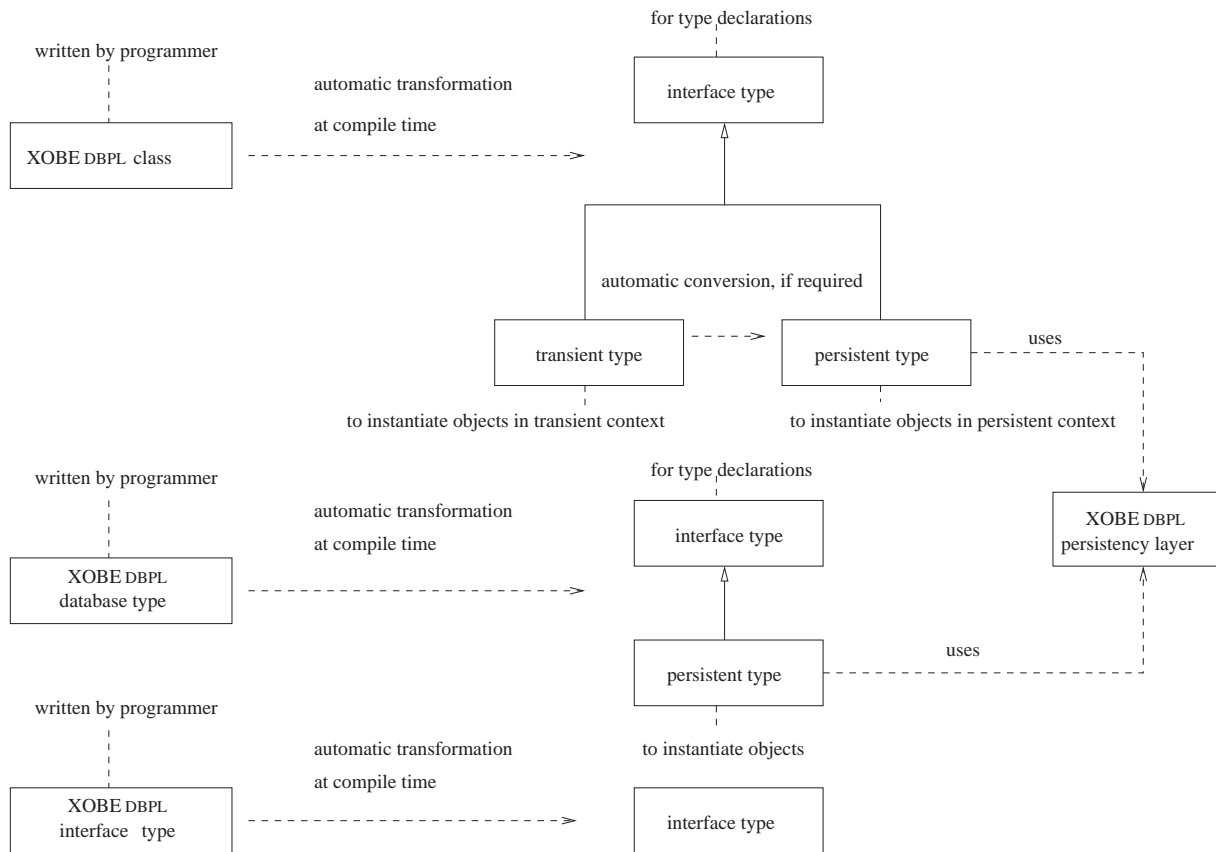 for type declarations
written by programmer
automatic transformation
at compile time
interface type
XOBE DBPL class
automatic conversion, if required
transient type
persistent type
uses
to instantiate objects in transient context
to instantiate objects in persistent context
written by programmer
for type declarations
automatic transformation
at compile time
interface type
XOBE DBPL
persistency layer
XOBE DBPL
database type
persistent type
uses
written by programmer
to instantiate objects
automatic transformation
at compile time
XOBE DBPL
interface type
interface type